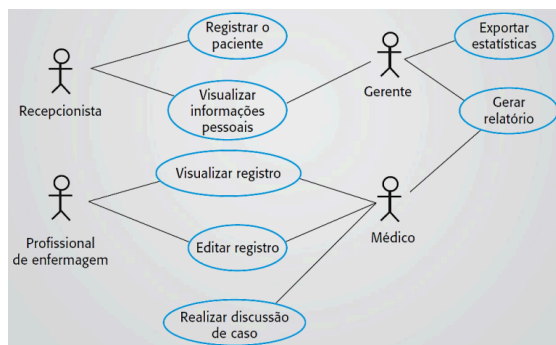 Registrar o
paciente
Exportar
estatísticas
Recepcionista
Visualizar
informações
pessoais
Gerente
Gerar
relatório
Visualizar registro
Profissional
de enfermagem
Editar registro
Médico
Realizar discussão
de caso